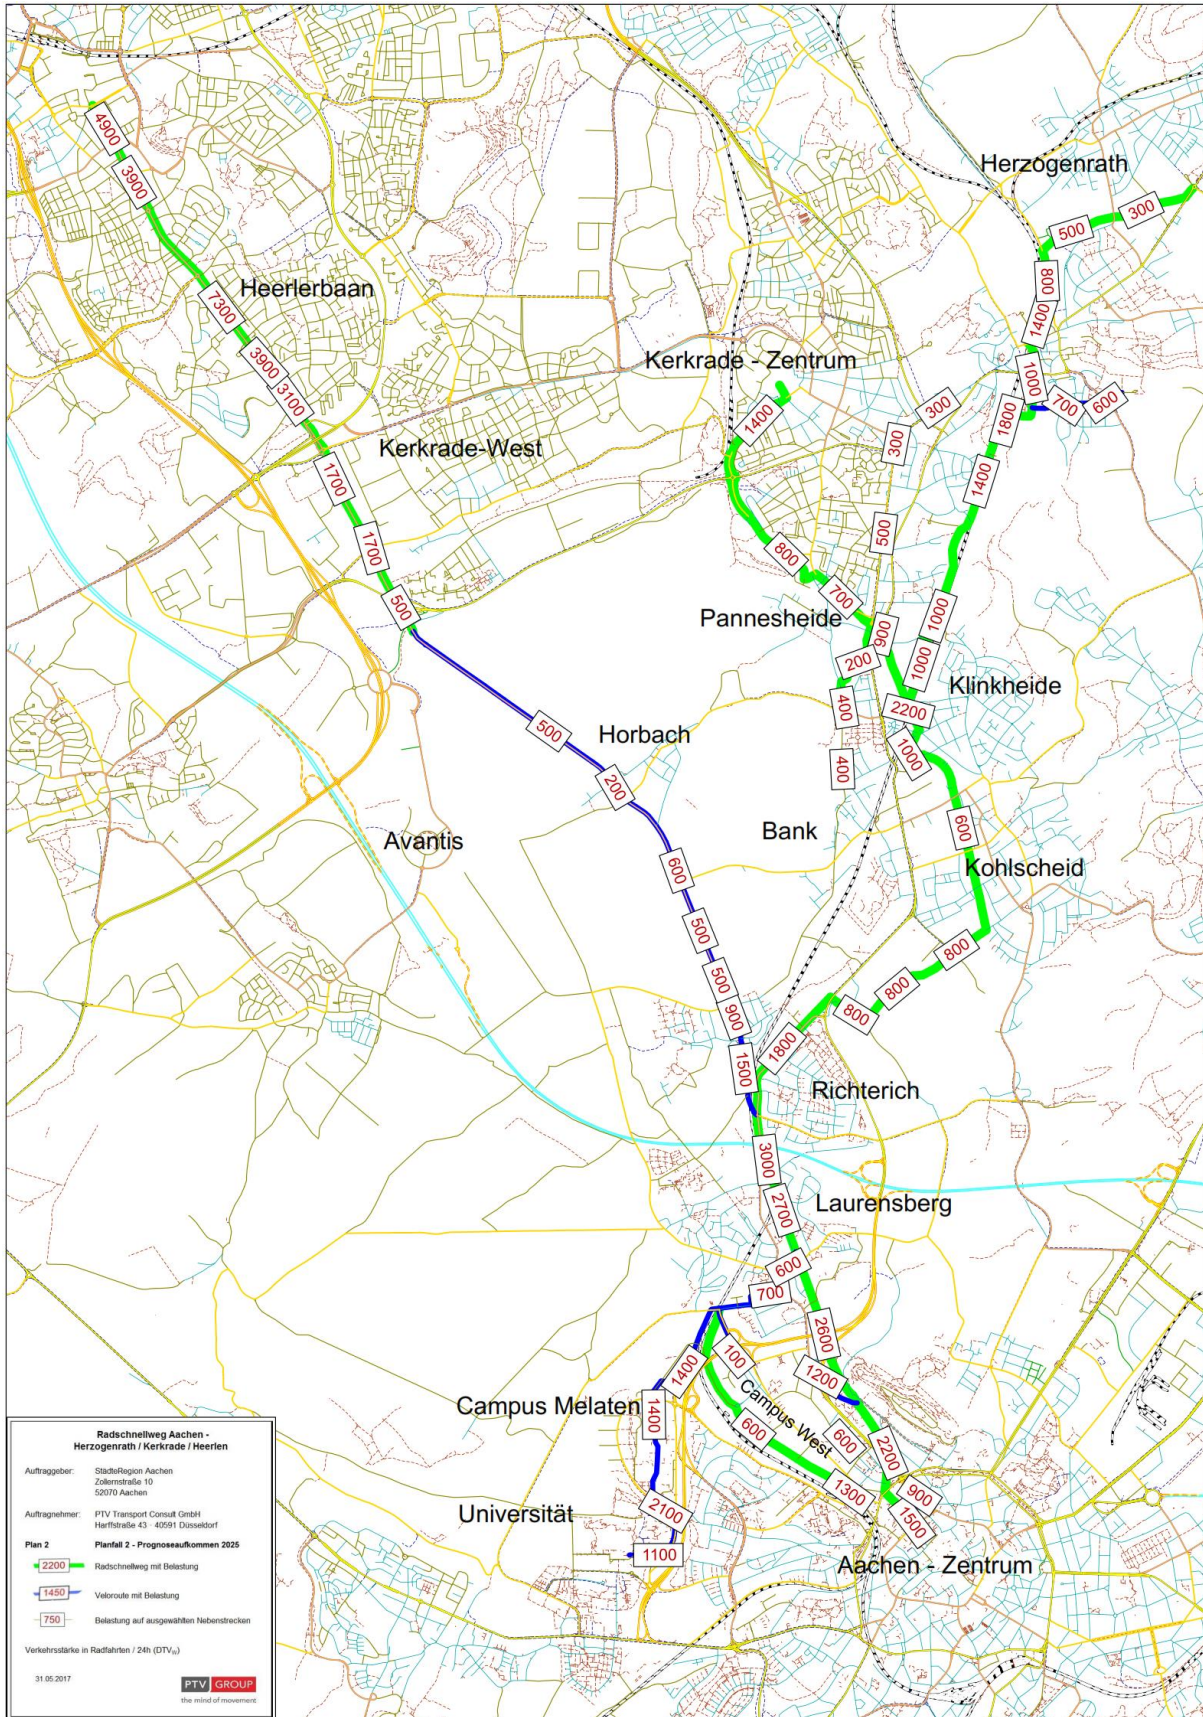 4900
3900
Herzogenrath
300
500
800
Heerlerbaan
7300
1400
3900
Kerkrade - Zentrum
3100
1000
300
700
600
1400
1800
Kerkrade-West
300
1700
1400
500
1700
800
500
700
1000
Pannesheide
900
200
1000
Klinkheide
400
2200
500
Horbach
1000
200
400
Bank
600
Avantis
600
Kohlscheid
500
800
500
800
900
800
1800
1500
Richterich
3000
Laurensberg
2700
600
700
2600
100
1400
1200
Campus Melaten
1400
Campus West
600
600
2200
1300
900
2100
1500
Universität
1100
Aachen - Zentrum
Radschnellweg Aachen -
Herzogenrath / Kerkrade / Heerlen
Auftraggeber: StädteRegion Aachen
Zollernstraße 10
52070 Aachen
Auftragnehmer: PTV Transport Consult GmbH
Harffstraße 43 · 40591 Düsseldorf
Plan 2 Planfall 2 - Prognoseaufkommen 2025
2200 Radschnellweg mit Belastung
1450 Veloroute mit Belastung
750 Belastung auf ausgewählten Nebenstrecken
Verkehrsstärke in Radfahrten / 24h (DTVW)
31.05.2017
PTV GROUP
the mind of movement